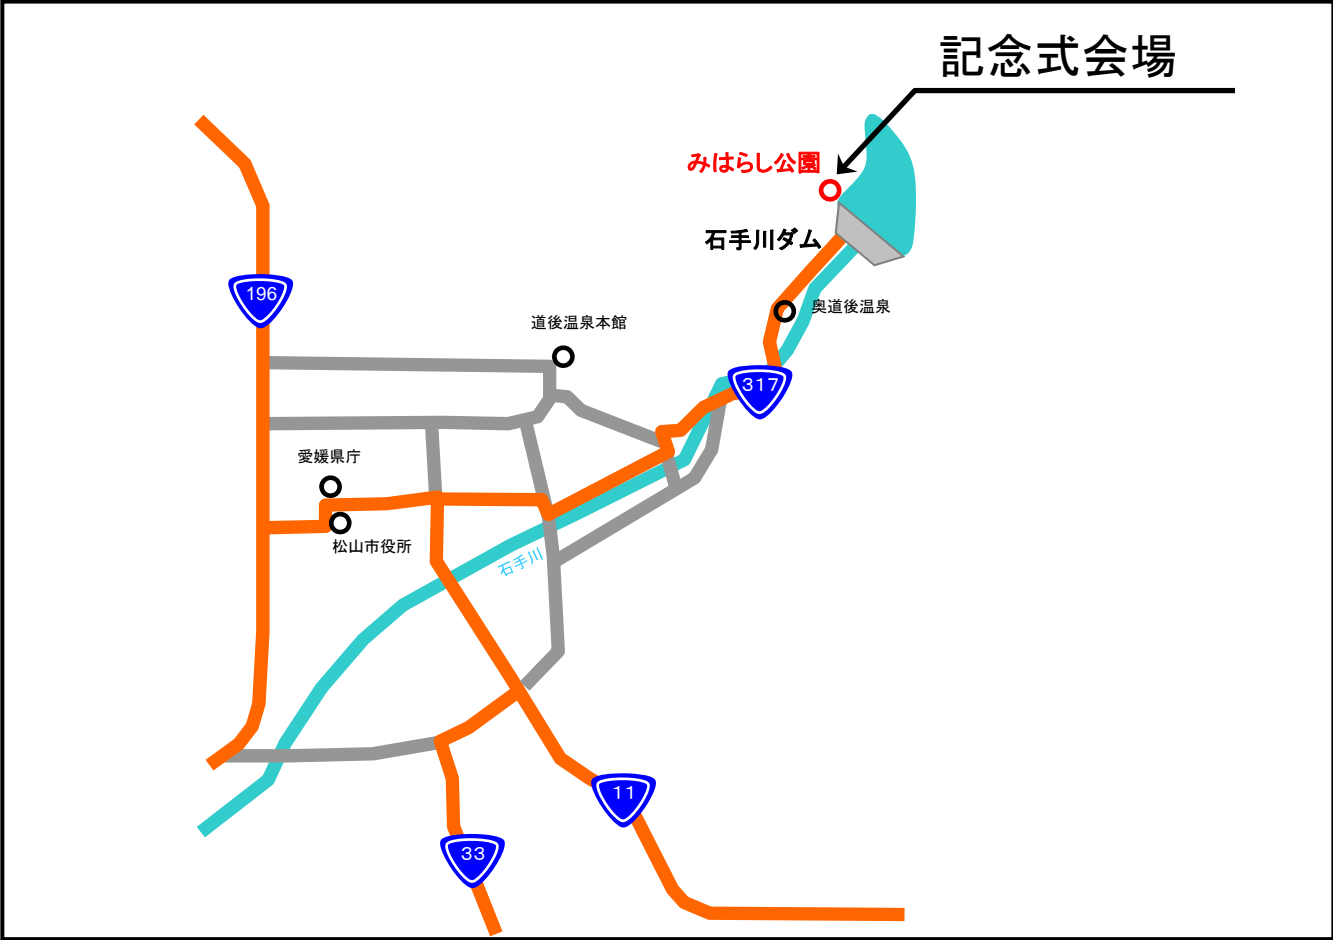 記念式会場
みはらし公園
石手川ダム
196
奥道後温泉
道後温泉本館
317
愛媛県庁
松山市役所
石手川
11
33